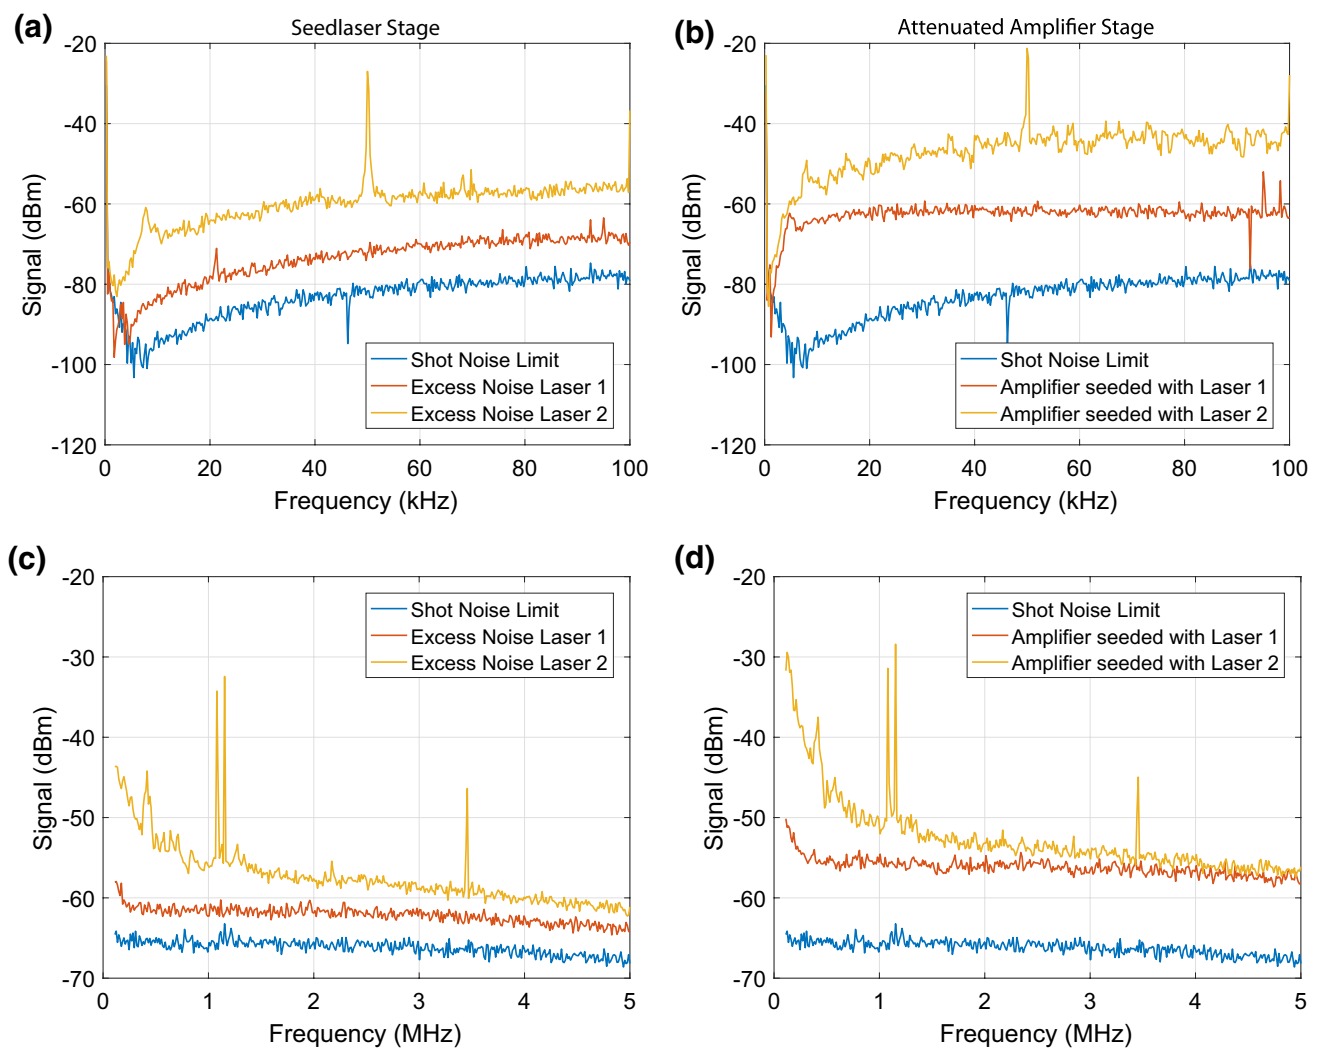 (a)
Seedlaser Stage
-20
-40
-60
-80
-100
-120
Signal (dBm)
Shot Noise Limit
Excess Noise Laser 1
Excess Noise Laser 2
0 20 40 60 80 100
Frequency (kHz)
(b)
Attenuated Amplifier Stage
-20
-40
-60
-80
-100
-120
Signal (dBm)
Shot Noise Limit
Amplifier seeded with Laser 1
Amplifier seeded with Laser 2
0 20 40 60 80 100
Frequency (kHz)
(c)
-20
-30
-40
-50
-60
-70
Signal (dBm)
Shot Noise Limit
Excess Noise Laser 1
Excess Noise Laser 2
0 1 2 3 4 5
Frequency (MHz)
(d)
-20
-30
-40
-50
-60
-70
Signal (dBm)
Shot Noise Limit
Amplifier seeded with Laser 1
Amplifier seeded with Laser 2
0 1 2 3 4 5
Frequency (MHz)